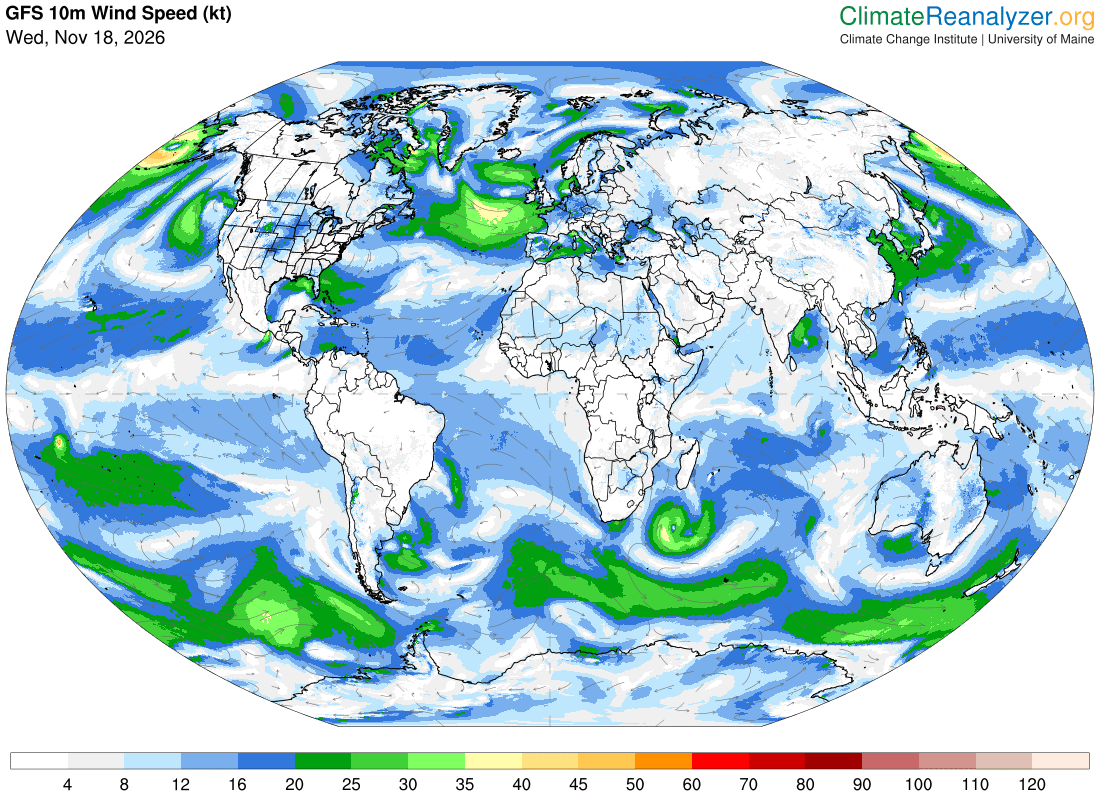 GFS 10m Wind Speed (kt)
Wed, Nov 18, 2026
ClimateReanalyzer.org
Climate Change Institute | University of Maine
4 8 12 16 20 25 30 35 40 45 50 60 70 80 90 100 110 120